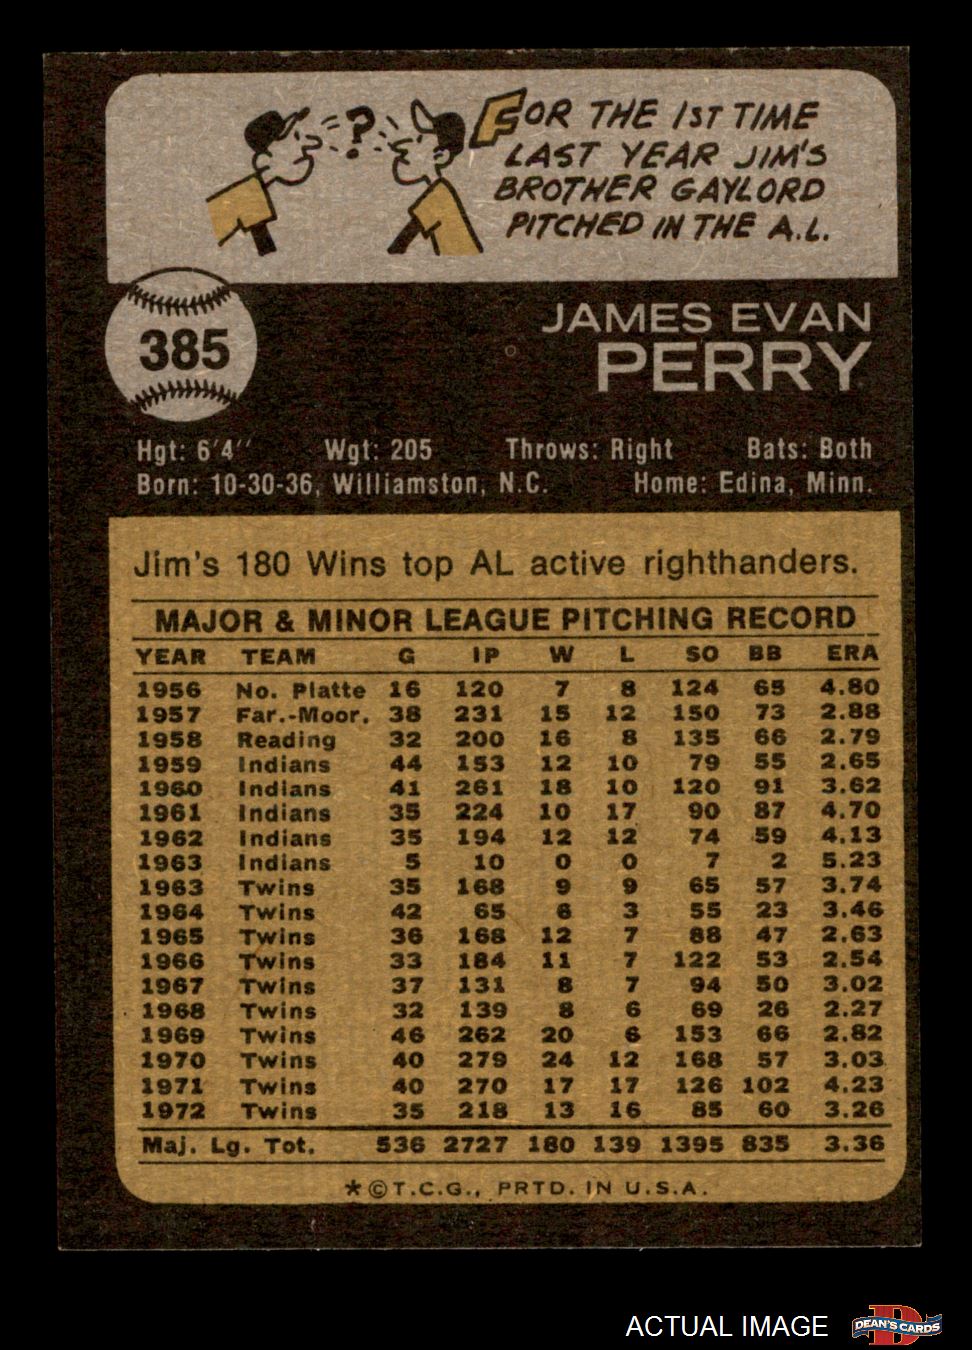 ?
FOR THE 1ST TIME
LAST YEAR JIM'S
BROTHER GAYLORD
PITCHED IN THE A.L.
385
JAMES EVAN
PERRY
Hgt: 6'4'' Wgt: 205 Throws: Right Bats: Both
Born: 10-30-36, Williamston, N.C. Home: Edina, Minn.
Jim's 180 Wins top AL active righthanders.
MAJOR & MINOR LEAGUE PITCHING RECORD
YEAR TEAM G IP W L SO BB ERA
1956 No. Platte 16 120 7 8 124 65 4.80
1957 Far.-Moor. 38 231 15 12 150 73 2.88
1958 Reading 32 200 16 8 135 66 2.79
1959 Indians 44 153 12 10 79 55 2.65
1960 Indians 41 261 18 10 120 91 3.62
1961 Indians 35 224 10 17 90 87 4.70
1962 Indians 35 194 12 12 74 59 4.13
1963 Indians 5 10 0 0 7 2 5.23
1963 Twins 35 168 9 9 65 57 3.74
1964 Twins 42 65 6 3 55 23 3.46
1965 Twins 36 168 12 7 88 47 2.63
1966 Twins 33 184 11 7 122 53 2.54
1967 Twins 37 131 8 7 94 50 3.02
1968 Twins 32 139 8 6 69 26 2.27
1969 Twins 46 262 20 6 153 66 2.82
1970 Twins 40 279 24 12 168 57 3.03
1971 Twins 40 270 17 17 126 102 4.23
1972 Twins 35 218 13 16 85 60 3.26
Maj. Lg. Tot. 536 2727 180 139 1395 835 3.36
*©T.C.G., PRTD. IN U.S.A.
ACTUAL IMAGE
D
DEAN'S CARDS